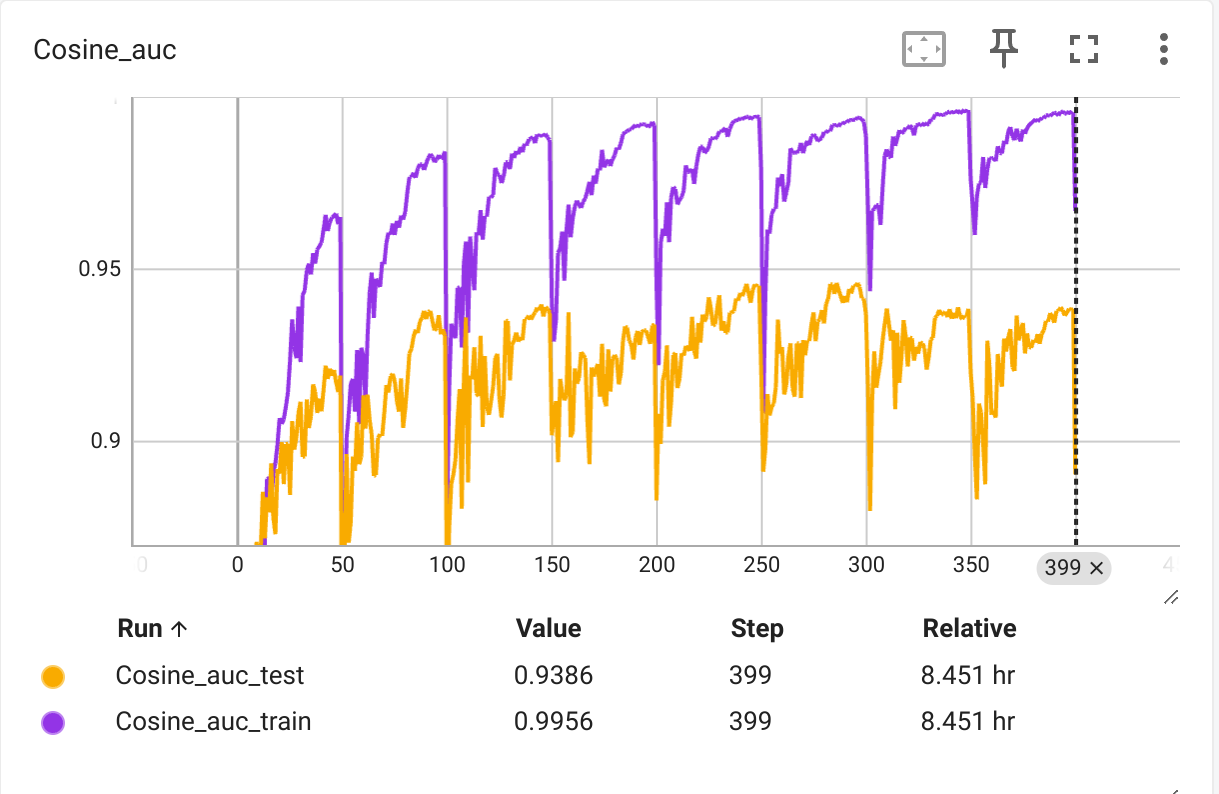 Cosine_auc
0.95
0.9
0 0 50 100 150 200 250 300 350 399 ×
Run ↑ Value Step Relative
Cosine_auc_test 0.9386 399 8.451 hr
Cosine_auc_train 0.9956 399 8.451 hr